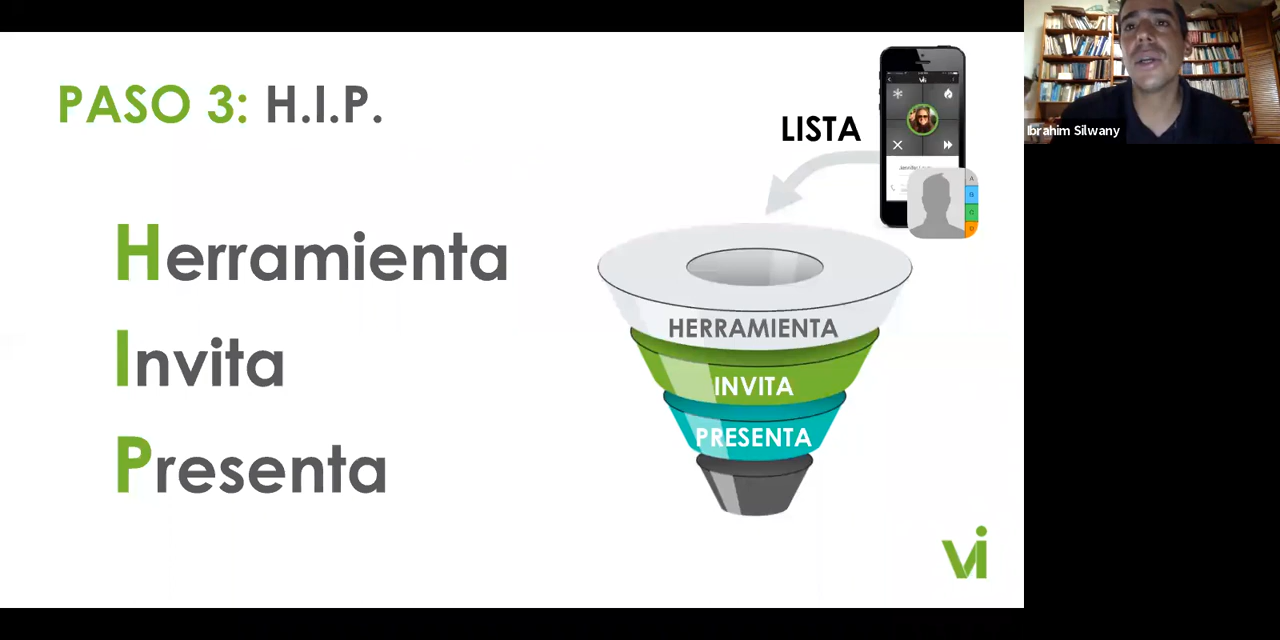 PASO 3: H.I.P.
LISTA
Herramienta
Invita
Presenta
HERRAMIENTA
INVITA
PRESENTA
vi
Ibrahim Silwany